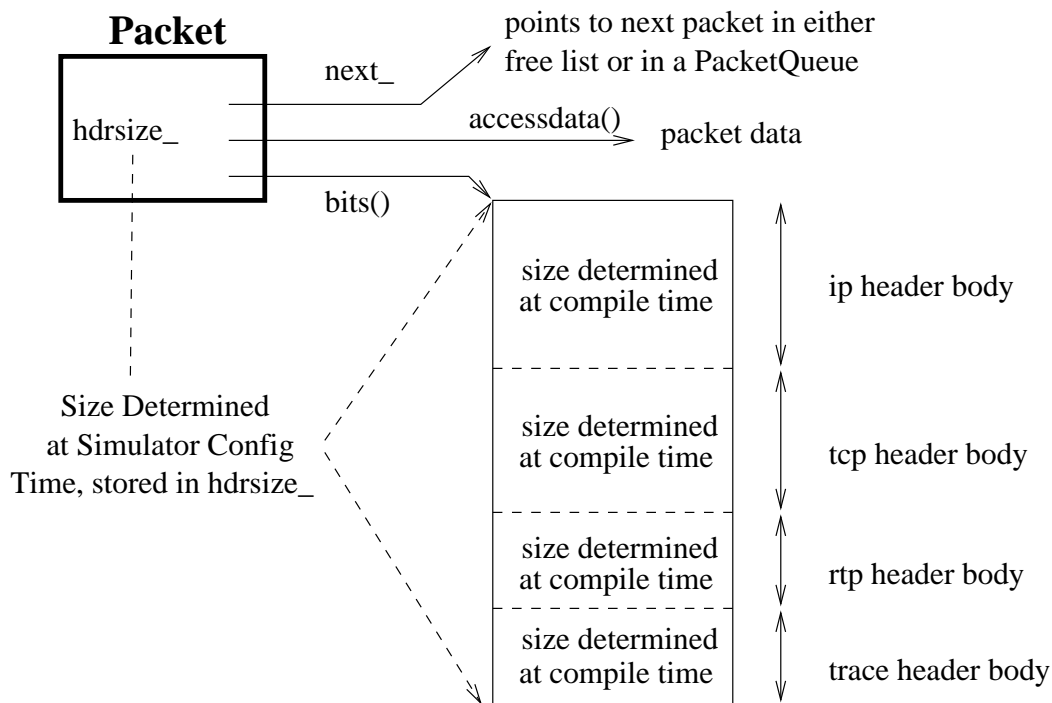 Packet
points to next packet in either
free list or in a PacketQueue
next_
accessdata()
hdrsize_
packet data
bits()
size determined
at compile time
ip header body
Size Determined
at Simulator Config
Time, stored in hdrsize_
size determined
at compile time
tcp header body
size determined
at compile time
rtp header body
size determined
at compile time
trace header body